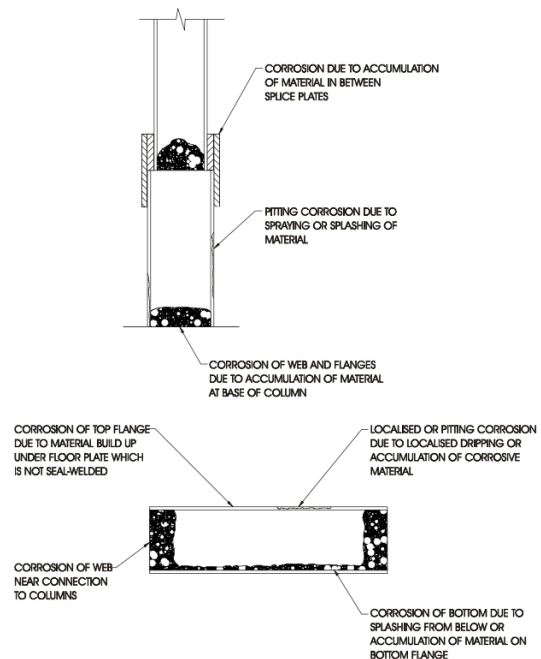 CORROSION DUE TO ACCUMULATION
OF MATERIAL IN BETWEEN
SPLICE PLATES
PITTING CORROSION DUE TO
SPRAYING OR SPLASHING OF
MATERIAL
CORROSION OF WEB AND FLANGES
DUE TO ACCUMULATION OF MATERIAL
AT BASE OF COLUMN
CORROSION OF TOP FLANGE
DUE TO MATERIAL BUILD UP
UNDER FLOOR PLATE WHICH
IS NOT SEAL-WELDED
LOCALISED OR PITTING CORROSION
DUE TO LOCALISED DRIPPING OR
ACCUMULATION OF CORROSIVE
MATERIAL
CORROSION OF WEB
NEAR CONNECTION
TO COLUMNS
CORROSION OF BOTTOM DUE TO
SPLASHING FROM BELOW OR
ACCUMULATION OF MATERIAL ON
BOTTOM FLANGE